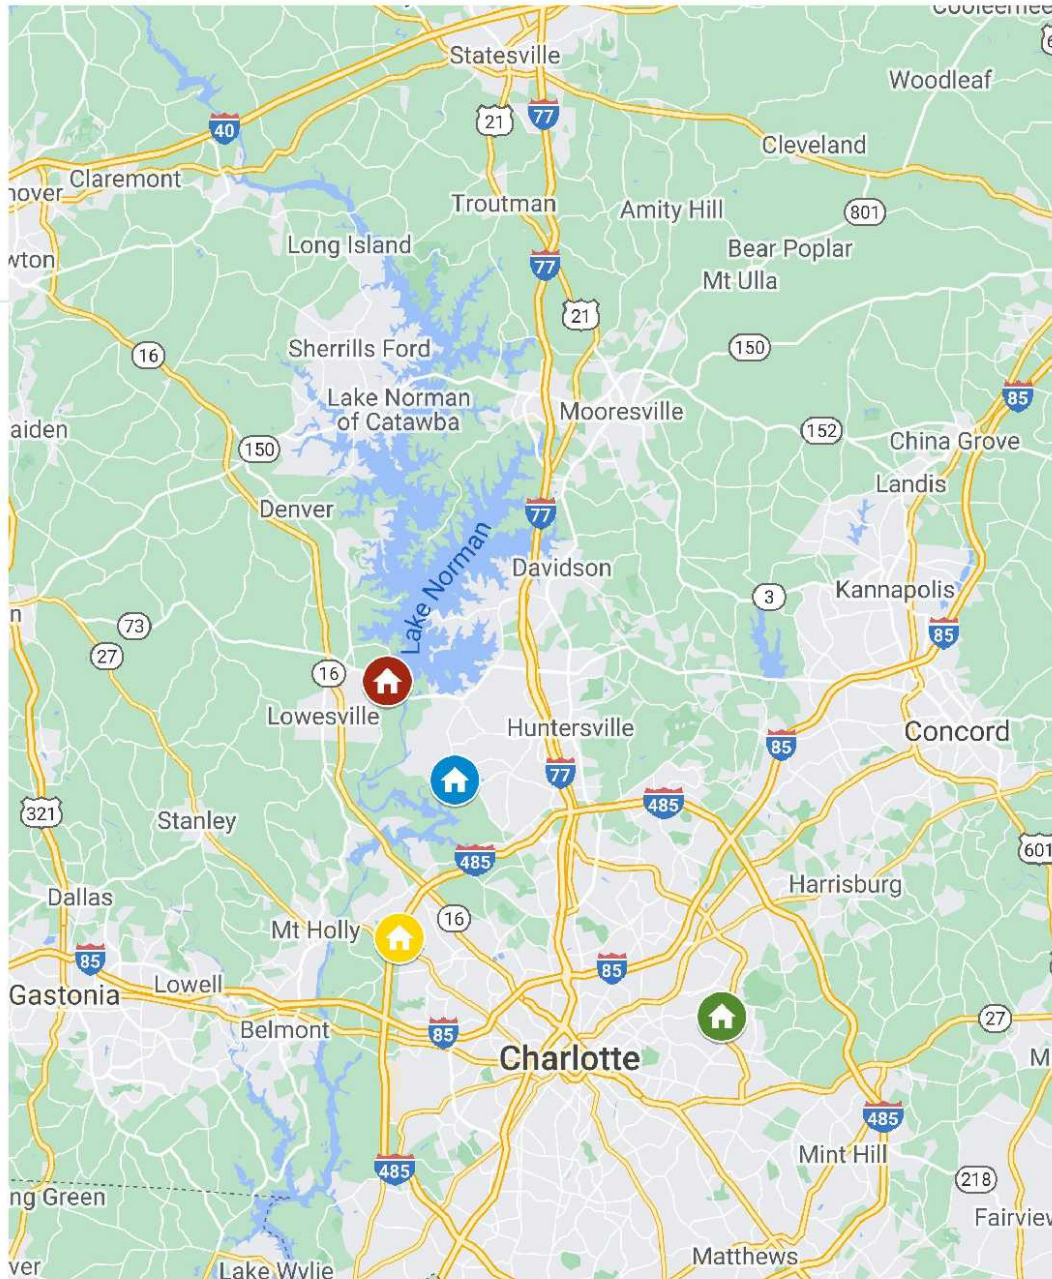 Cooleemee
Statesville
Woodleaf
21
77
40
Cleveland
Claremont
nover
Troutman
Amity Hill
801
Long Island
Bear Poplar
wton
77
Mt Ulla
21
16
Sherrills Ford
150
85
Lake Norman
of Catawba
Mooresville
aiden
152
China Grove
150
Landis
Denver
77
Lake Norman
Davidson
Kannapolis
3
n
73
27
85
16
Lowesville
Huntersville
Concord
85
77
485
321
Stanley
485
601
Dallas
Harrisburg
Mt Holly
16
85
85
Lowell
Gastonia
27
Belmont
85
Charlotte
M
485
Mint Hill
485
218
ng Green
Fairview
Matthews
ver
Lake Wylie